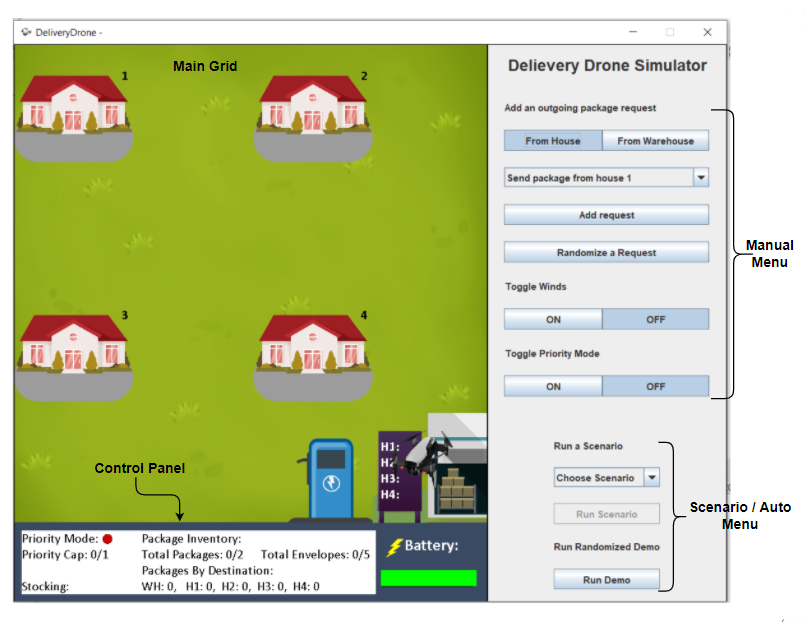 DeliveryDrone -
Main Grid
1
2
3
4
H1:
H2
H3:
H4:
Control Panel
Priority Mode:
Priority Cap: 0/1
Stocking:
Package Inventory:
Total Packages: 0/2 Total Envelopes: 0/5
Packages By Destination:
WH: 0, H1: 0, H2: 0, H3: 0, H4: 0
Battery:
Delievery Drone Simulator
Add an outgoing package request
From House From Warehouse
Send package from house 1
Add request
Randomize a Request
Toggle Winds
ON OFF
Toggle Priority Mode
ON OFF
Manual
Menu
Run a Scenario
Choose Scenario
Run Scenario
Run Randomized Demo
Run Demo
Scenario / Auto
Menu